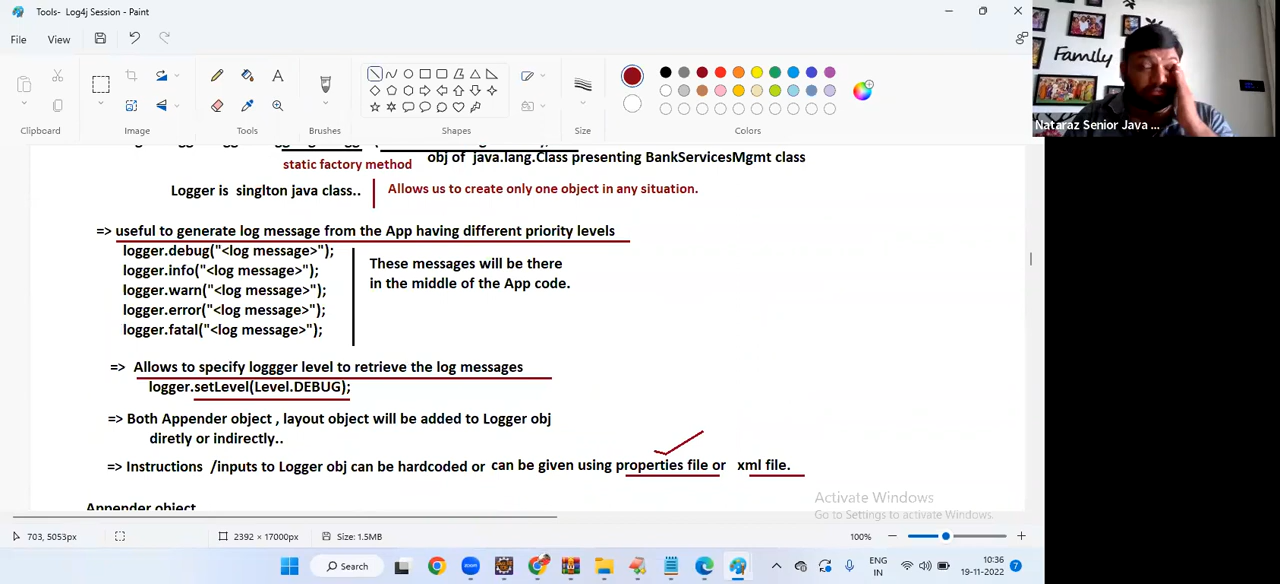 Tools- Log4j Session - Paint
File View
Clipboard Image Tools Brushes Shapes Size Colors
Family
Nataraz Senior Java ...
static factory method
obj of java.lang.Class presenting BankServicesMgmt class
Logger is singlton java class..
Allows us to create only one object in any situation.
=> useful to generate log message from the App having different priority levels
logger.debug("<log message>");
logger.info("<log message>");
logger.warn("<log message>");
logger.error("<log message>");
logger.fatal("<log message>");
These messages will be there
in the middle of the App code.
=> Allows to specify loggger level to retrieve the log messages
logger.setLevel(Level.DEBUG);
=> Both Appender object , layout object will be added to Logger obj
diretly or indirectly..
=> Instructions /inputs to Logger obj can be hardcoded or can be given using properties file or xml file.
Appender object
Activate Windows
Go to Settings to activate Windows.
703, 5053px 2392 × 17000px Size: 1.5MB 100%
Search
zoom
ENG
IN
10:36
19-11-2022
7